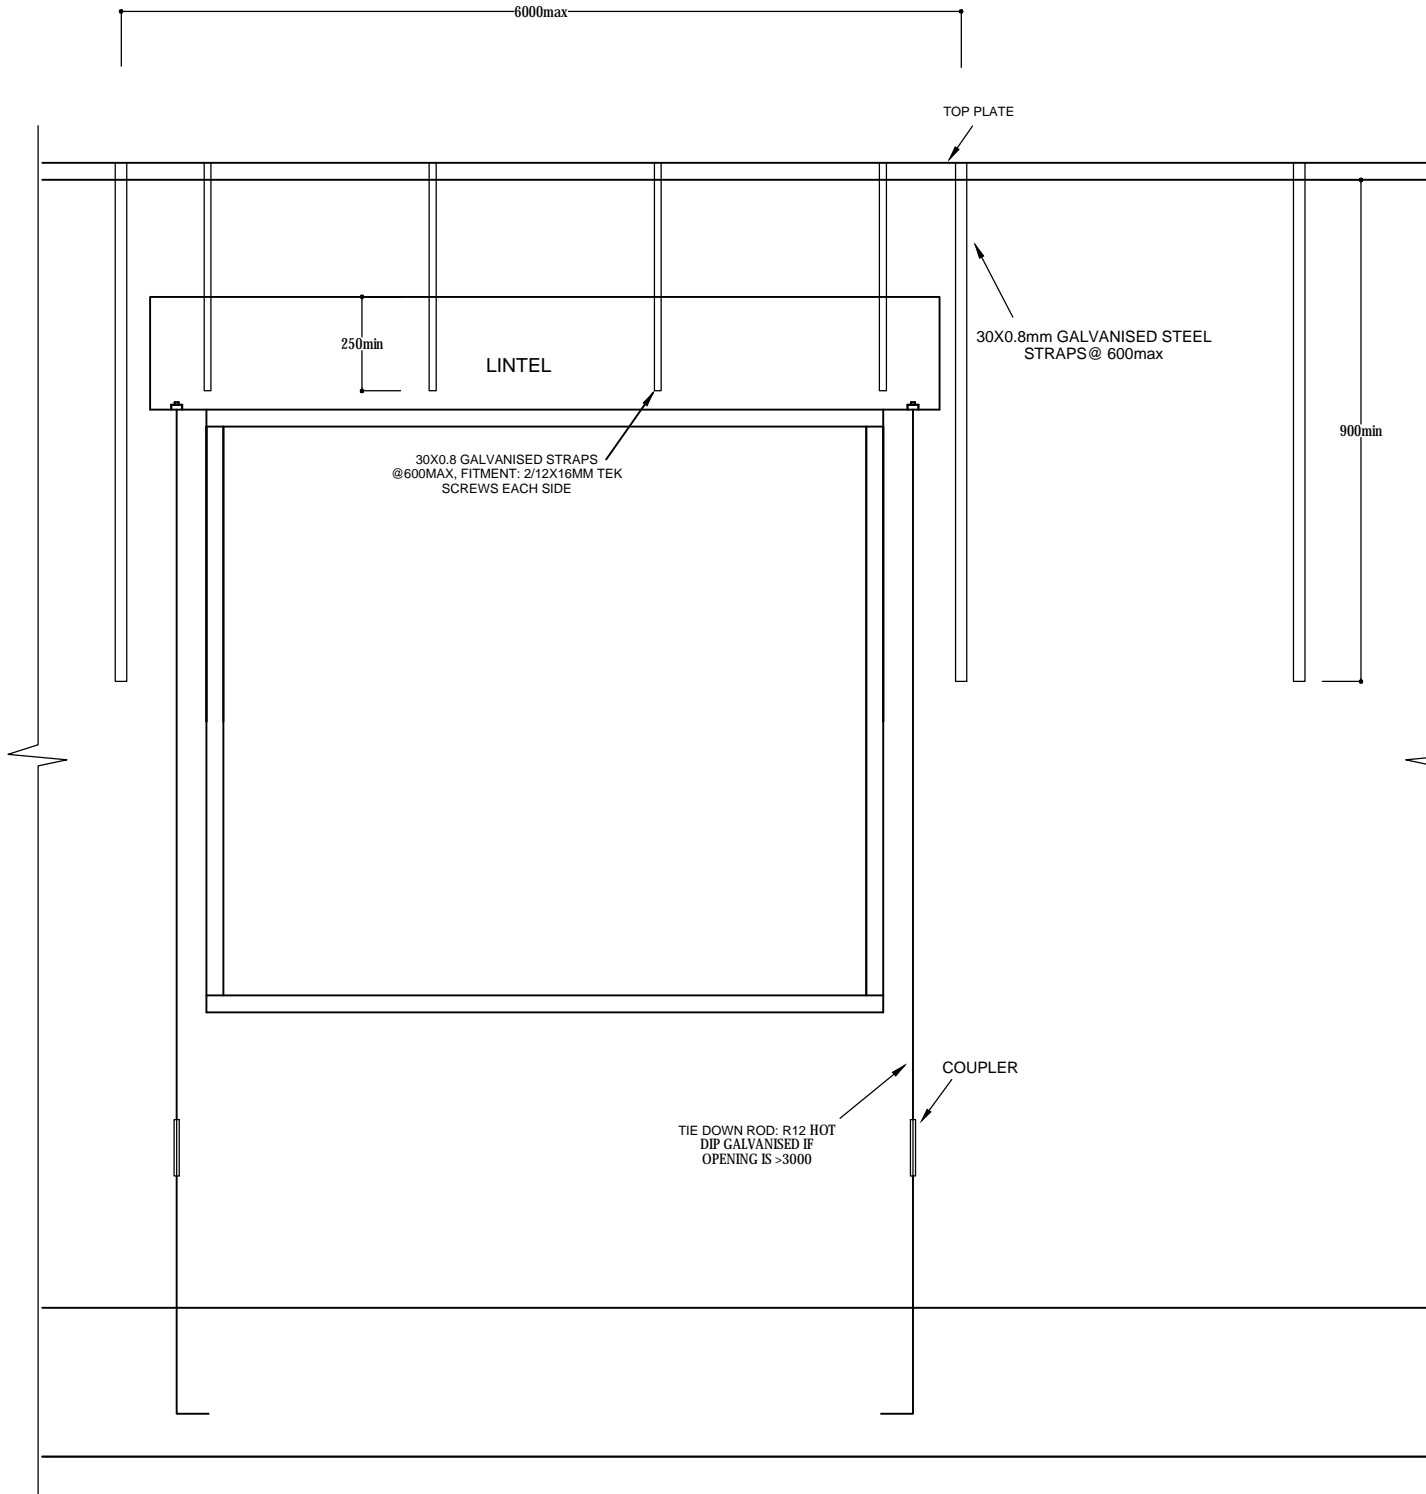 6000max
TOP PLATE
30X0.8mm GALVANISED STEEL
STRAPS@ 600max
250min
LINTEL
900min
30X0.8 GALVANISED STRAPS
@600MAX, FITMENT: 2/12X16MM TEK
SCREWS EACH SIDE
COUPLER
TIE DOWN ROD: R12 HOT
DIP GALVANISED IF
OPENING IS >3000